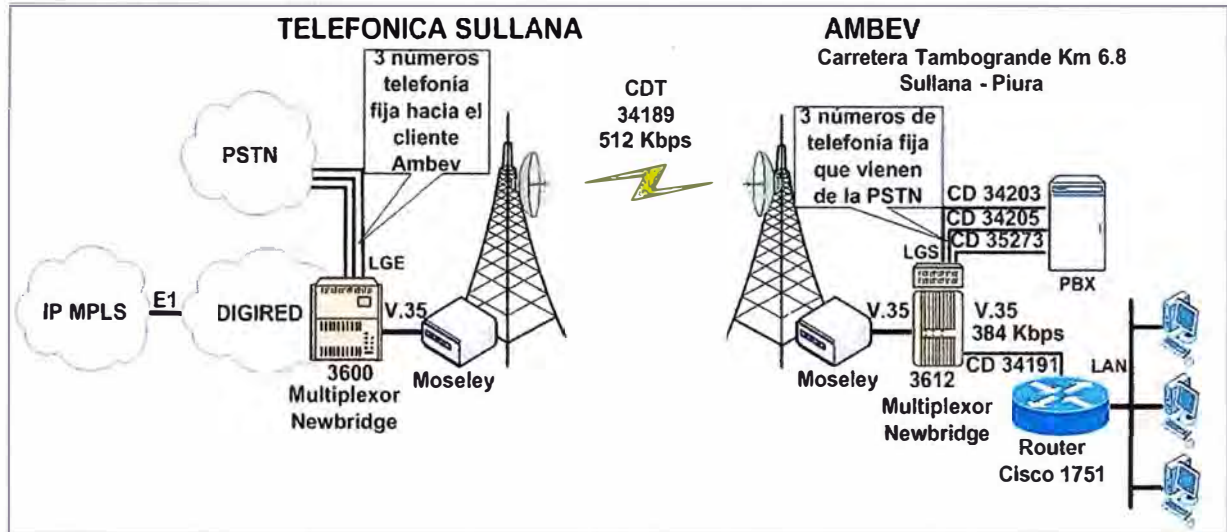 TELEFONICA SULLANA
3 números
telefonía
fija hacia el
cliente
Ambev
PSTN
IP MPLS
E1
DIGIRED
LGE
V.35
3600
Multiplexor
Newbridge
Moseley
CDT
34189
512 Kbps
AMBEV
Carretera Tambogrande Km 6.8
Sullana - Piura
3 números de
telefonía fija
que vienen
de la PSTN
CD 34203
CD 34205
CD 35273
LGS
PBX
V.35
Moseley
3612
Multiplexor
Newbridge
V.35
384 Kbps
CD 34191
LAN
Router
Cisco 1751